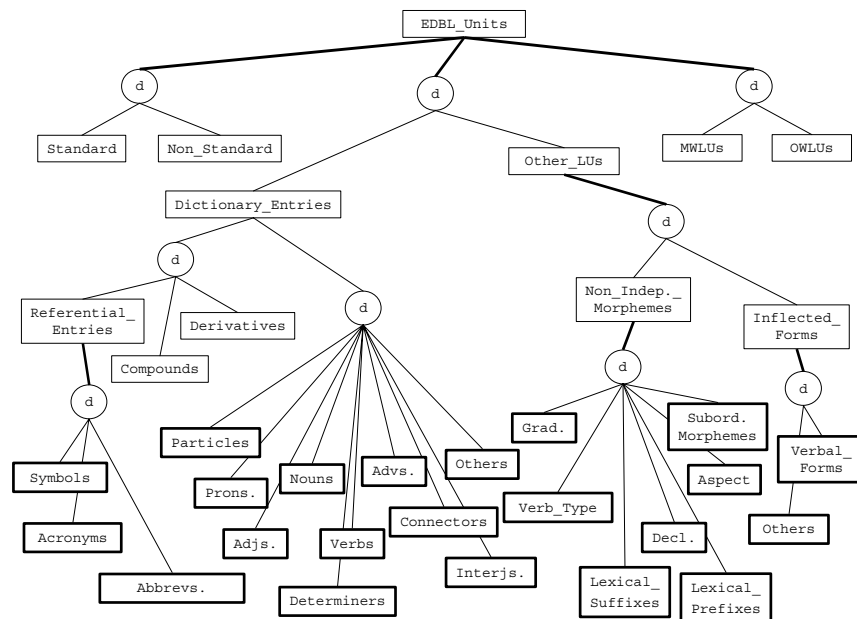 EDBL_Units
d
d
d
Standard
Non_Standard
Other_LUs
MWLUs
OWLUs
Dictionary_Entries
d
d
Referential_
Entries
Derivatives
Compounds
d
Non_Indep._
Morphemes
Inflected_
Forms
d
d
d
Particles
Prons.
Adjs.
Nouns
Verbs
Determiners
Advs.
Connectors
Interjs.
Others
Symbols
Acronyms
Abbrevs.
Grad.
Verb_Type
Lexical_
Suffixes
Decl.
Lexical_
Prefixes
Aspect
Subord.
Morphemes
Verbal_
Forms
Others